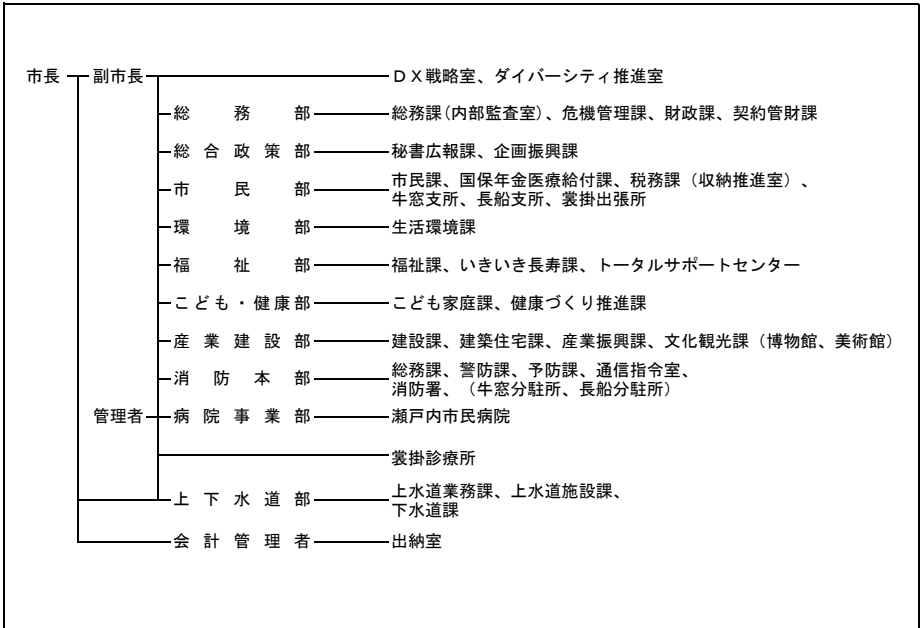 市長 副市長 DX戦略室、ダイバーシティ推進室
総務部 総務課(内部監査室)、危機管理課、財政課、契約管財課
総合政策部 秘書広報課、企画振興課
市民部 市民課、国保年金医療給付課、税務課（収納推進室）、
牛窓支所、長船支所、裳掛出張所
環境部 生活環境課
福祉部 福祉課、いきいき長寿課、トータルサポートセンター
こども・健康部 こども家庭課、健康づくり推進課
産業建設部 建設課、建築住宅課、産業振興課、文化観光課（博物館、美術館）
消防本部 総務課、警防課、予防課、通信指令室、
消防署、（牛窓分駐所、長船分駐所）
管理者 病院事業部 瀬戸内市民病院
裳掛診療所
上下水道部 上水道業務課、上水道施設課、
下水道課
会計管理者 出納室